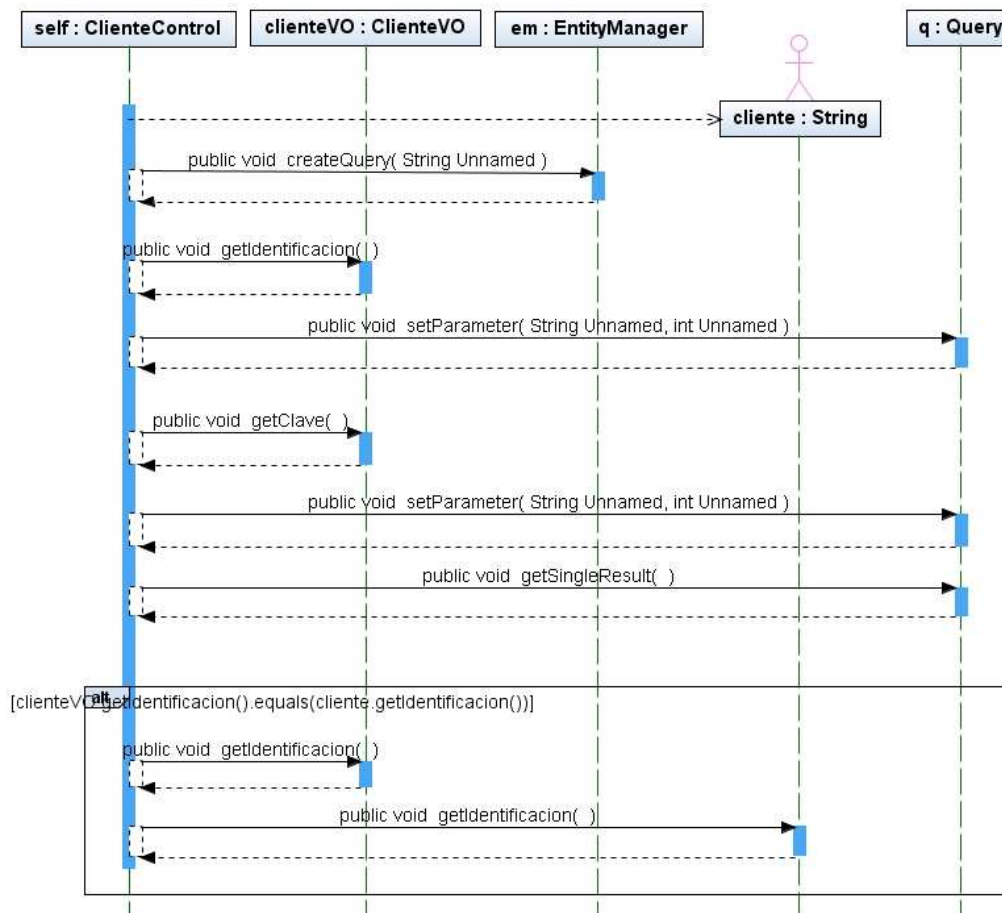 self : ClienteControl
clienteVO : ClienteVO
em : EntityManager
q : Query
cliente : String
public void createQuery( String Unnamed )
public void getIdentificacion( )
public void setParameter( String Unnamed, int Unnamed )
public void getClave( )
public void setParameter( String Unnamed, int Unnamed )
public void getSingleResult( )
alt
[clienteVO.getIdentificacion().equals(cliente.getIdentificacion())]
public void getIdentificacion( )
public void getIdentificacion( )